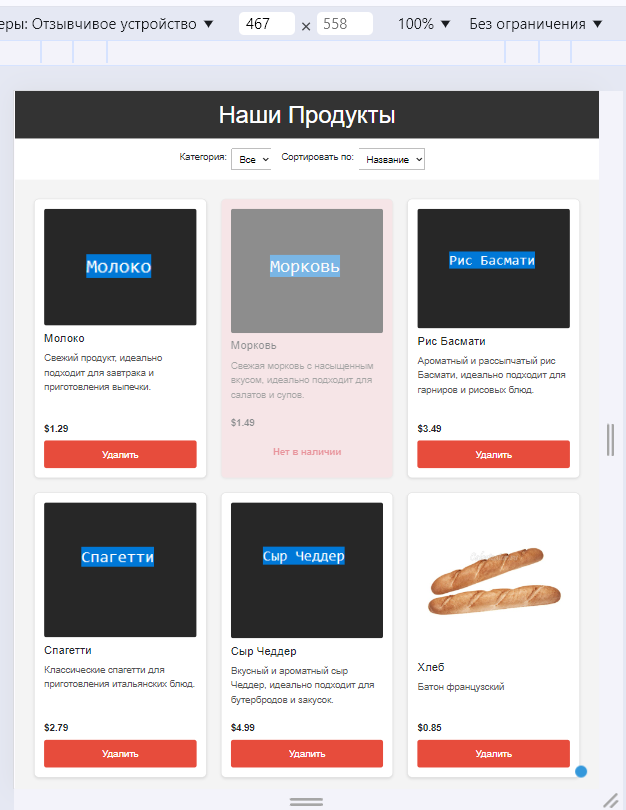 еры: Отзывчивое устройство ▼ 467 × 558 100% ▼ Без ограничения ▼
Наши Продукты
Категория: Все Сортировать по: Название
Молоко
Молоко
Свежий продукт, идеально
подходит для завтрака и
приготовления выпечки.
$1.29
Удалить
Морковь
Морковь
Свежая морковь с насыщенным
вкусом, идеально подходит для
салатов и супов.
$1.49
Нет в наличии
Рис Басмати
Рис Басмати
Ароматный и рассыпчатый рис
Басмати, идеально подходит для
гарниров и рисовых блюд.
$3.49
Удалить
Спагетти
Спагетти
Классические спагетти для
приготовления итальянских блюд.
$2.79
Удалить
Сыр Чеддер
Сыр Чеддер
Вкусный и ароматный сыр
Чеддер, идеально подходит для
бутербродов и закусок.
$4.99
Удалить
Хлеб
Батон французский
$0.85
Удалить